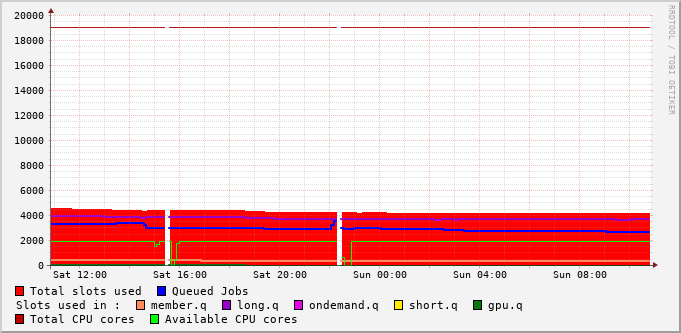 20000
18000
16000
14000
12000
10000
8000
6000
4000
2000
0
Sat 12:00 Sat 16:00 Sat 20:00 Sun 00:00 Sun 04:00 Sun 08:00
Total slots used Queued Jobs
Slots used in : member.q long.q ondemand.q short.q gpu.q
Total CPU cores Available CPU cores
RRDTOOL / TOBI OETIKER